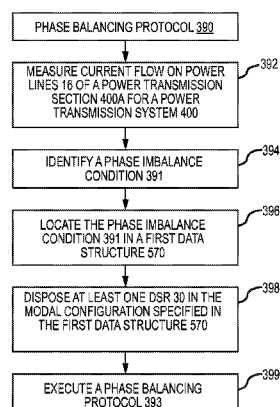 PHASE BALANCING PROTOCOL 390
MEASURE CURRENT FLOW ON POWER
LINES 16 OF A POWER TRANSMISSION
SECTION 400A FOR A POWER
TRANSMISSION SYSTEM 400
392
IDENTIFY A PHASE IMBALANCE
CONDITION 391
394
LOCATE THE PHASE IMBALANCE
CONDITION 391 IN A FIRST DATA
STRUCTURE 570
396
DISPOSE AT LEAST ONE DSR 30 IN THE
MODAL CONFIGURATION SPECIFIED IN
THE FIRST DATA STRUCTURE 570
398
EXECUTE A PHASE BALANCING
PROTOCOL 393
399